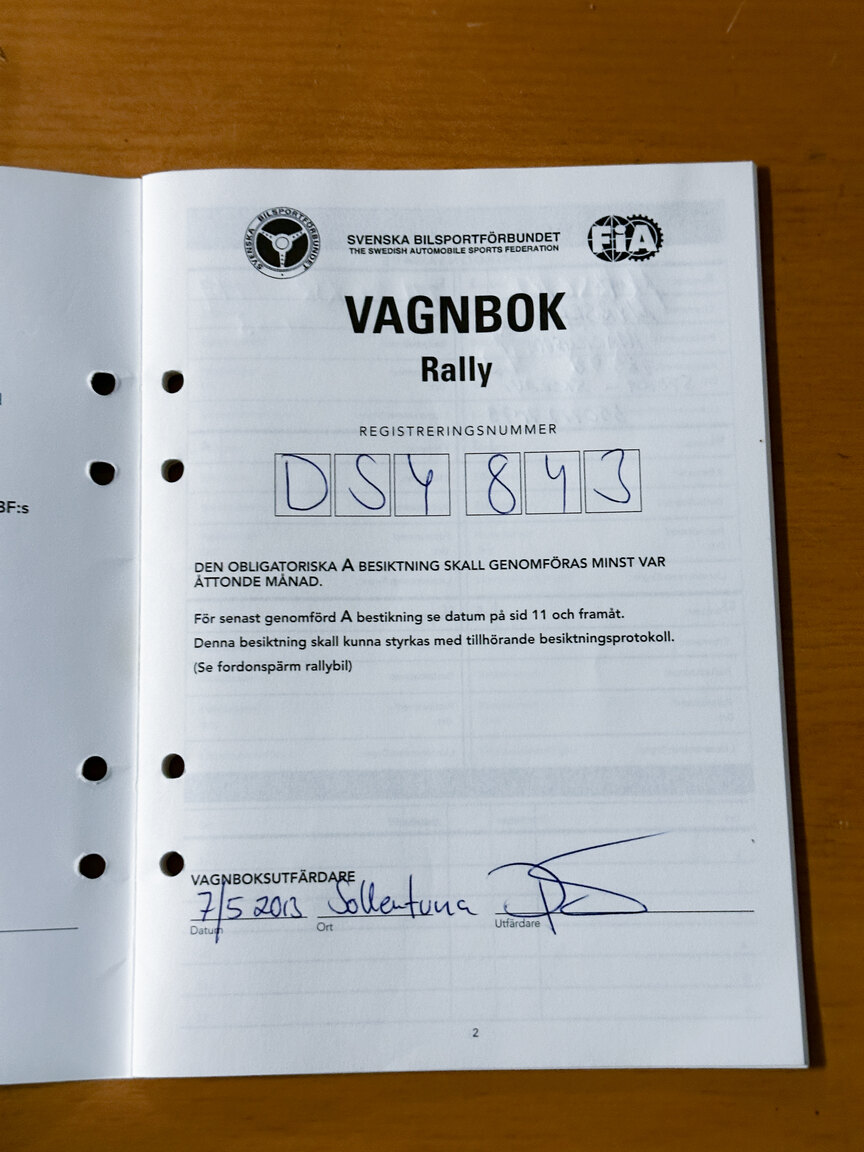 BF:s
SVENSKA BILSPORTFÖRBUNDET
SVENSKA BILSPORTFÖRBUNDET
THE SWEDISH AUTOMOBILE SPORTS FEDERATION
FiA
VAGNBOK
Rally
REGISTRERINGSNUMMER
DSY 843
DEN OBLIGATORISKA A BESIKTNING SKALL GENOMFÖRAS MINST VAR
ÅTTONDE MÅNAD.
För senast genomförd A bestikning se datum på sid 11 och framåt.
Denna besiktning skall kunna styrkas med tillhörande besiktningsprotokoll.
(Se fordonspärm rallybil)
VAGNBOKSUTFÄRDARE
7/5 2013 Sollentuna
Datum Ort Utfärdare
2